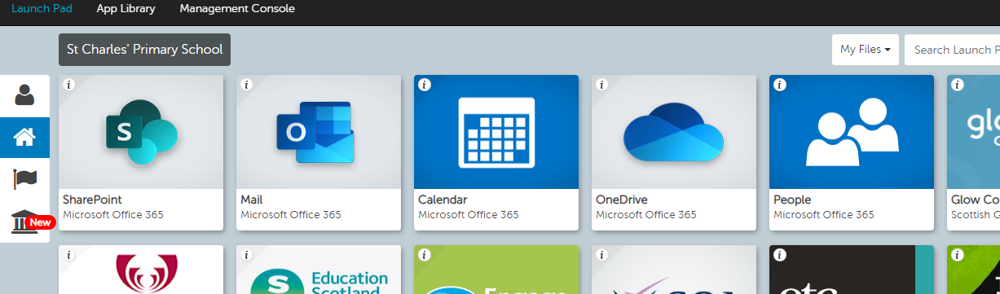 Launch Pad App Library Management Console
St Charles' Primary School
My Files
Search Launch P
i i i i i i
S
O
glo
SharePoint
Microsoft Office 365
Mail
Microsoft Office 365
Calendar
Microsoft Office 365
OneDrive
Microsoft Office 365
People
Microsoft Office 365
Glow Co
Scottish G
New
i i i i i i
S
Education
Scotland